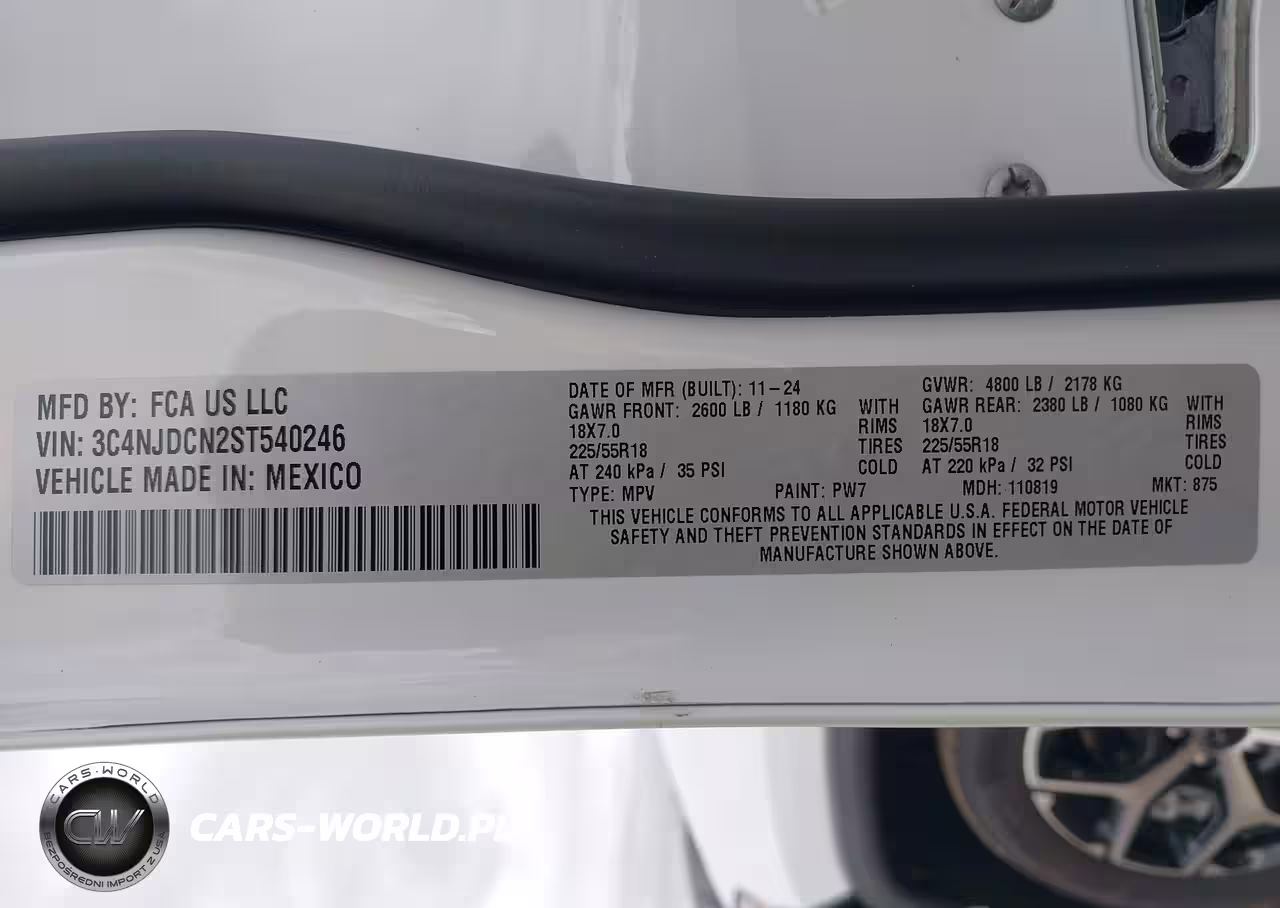 MFD BY: FCA US LLC
VIN: 3C4NJDCN2ST540246
VEHICLE MADE IN: MEXICO
DATE OF MFR (BUILT): 11-24
GAWR FRONT: 2600 LB / 1180 KG WITH
18X7.0 RIMS
225/55R18 TIRES
AT 240 kPa / 35 PSI COLD
GVWR: 4800 LB / 2178 KG
GAWR REAR: 2380 LB / 1080 KG WITH
18X7.0 RIMS
225/55R18 TIRES
AT 220 kPa / 32 PSI COLD
TYPE: MPV PAINT: PW7 MDH: 110819 MKT: 875
THIS VEHICLE CONFORMS TO ALL APPLICABLE U.S.A. FEDERAL MOTOR VEHICLE
SAFETY AND THEFT PREVENTION STANDARDS IN EFFECT ON THE DATE OF
MANUFACTURE SHOWN ABOVE.
CARS-WORLD
CW
BEZPOŚREDNI IMPORT Z USA
CARS-WORLD.PL